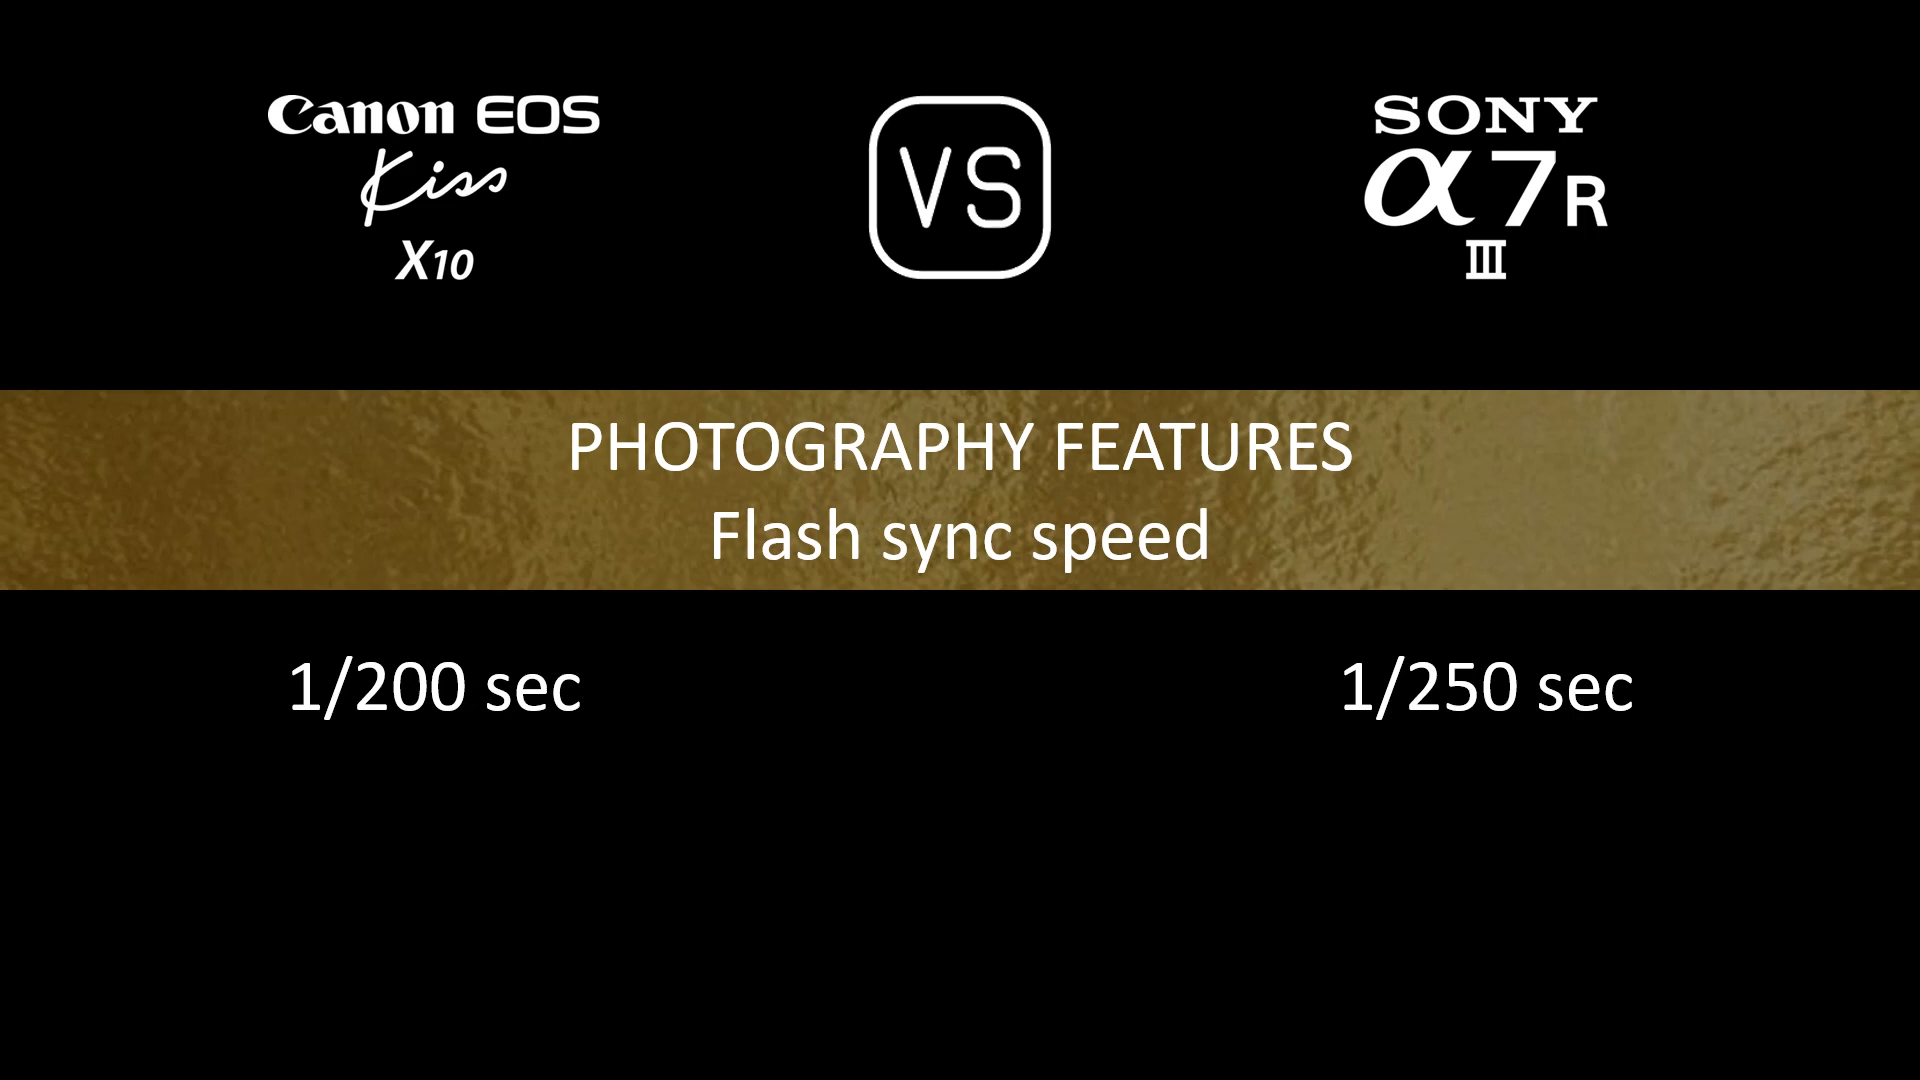 Canon EOS
Kiss
X10
VS
SONY
α7R
III
PHOTOGRAPHY FEATURES
Flash sync speed
1/200 sec
1/250 sec